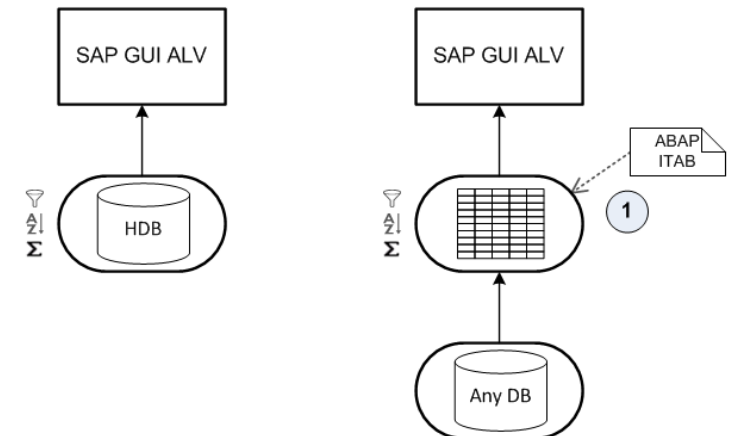 SAP GUI ALV
SAP GUI ALV
ABAP
ITAB
1
A
Z
HDB
A
Z
Σ
Σ
Any DB